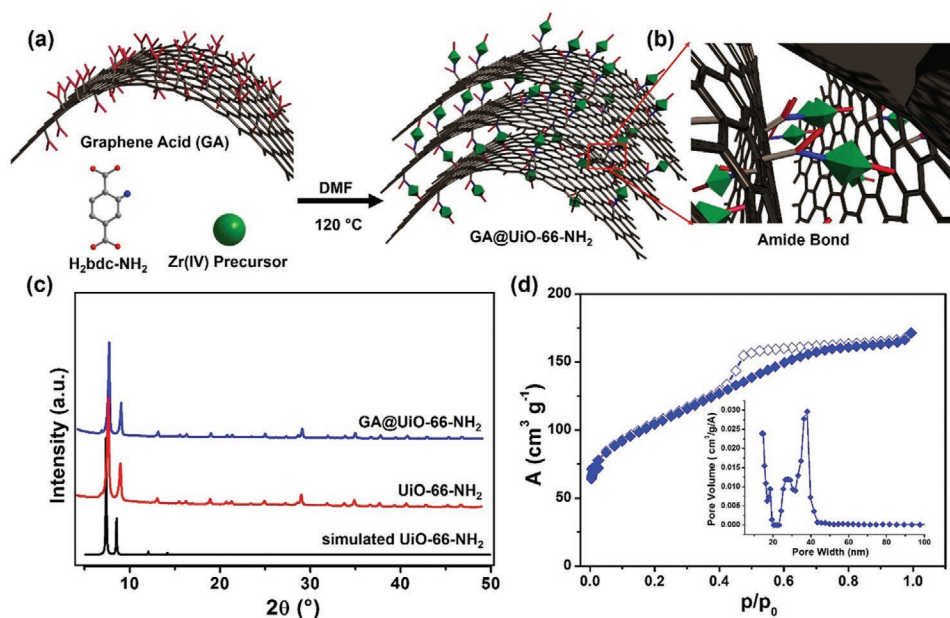 (a)
Graphene Acid (GA)
H₂bdc-NH₂
Zr(IV) Precursor
DMF
120 °C
GA@UiO-66-NH₂
(b)
Amide Bond
(c)
Intensity (a.u.)
GA@UiO-66-NH₂
UiO-66-NH₂
simulated UiO-66-NH₂
10 20 30 40 50
2θ (°)
(d)
A (cm³ g⁻¹)
200
150
100
50
0
0.0 0.2 0.4 0.6 0.8 1.0
p/p₀
Pore Volume ( cm³/g/A)
0.030
0.025
0.020
0.015
0.010
0.005
0.000
20 40 60 80 100
Pore Width (nm)